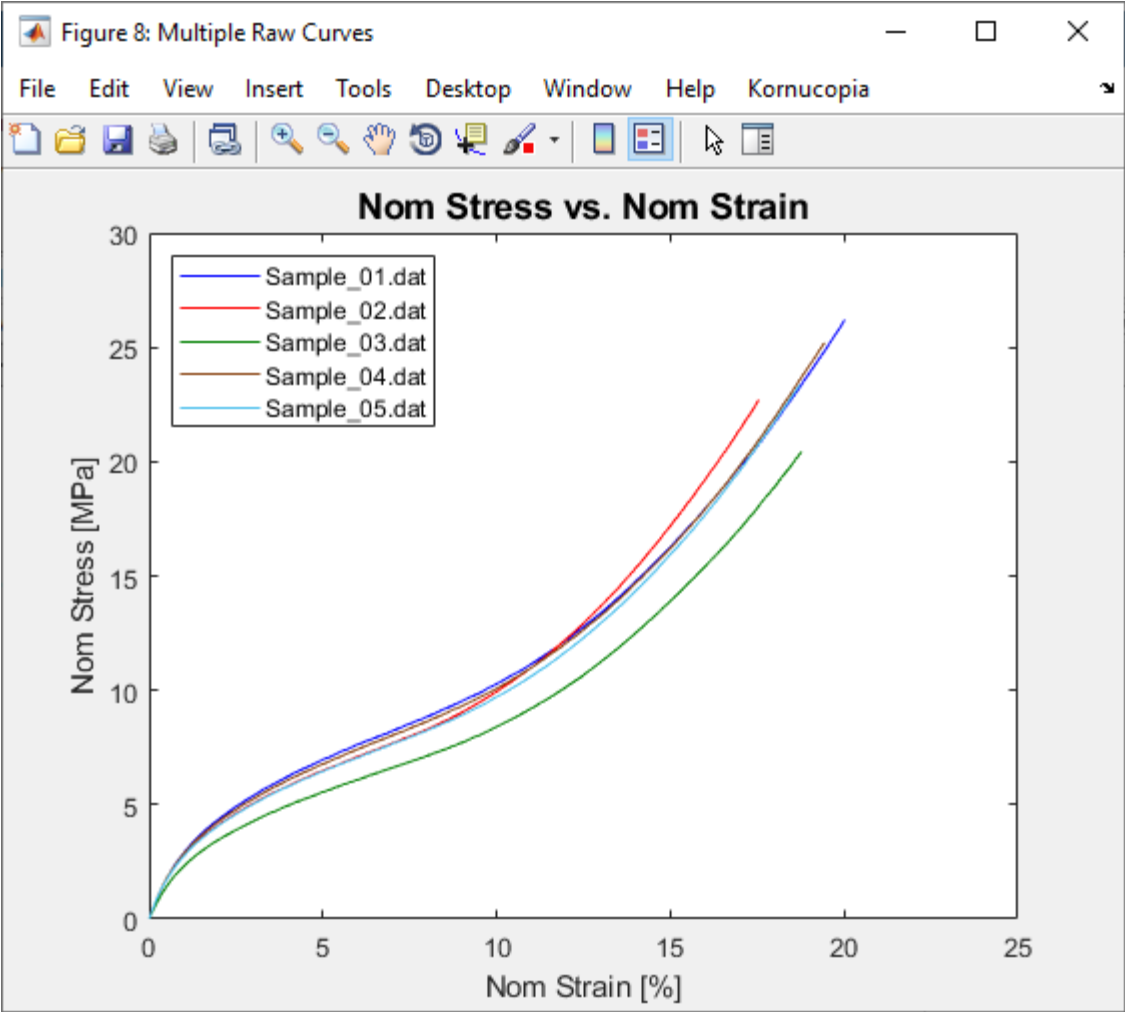 Figure 8: Multiple Raw Curves
File Edit View Insert Tools Desktop Window Help Kornucopia
Nom Stress vs. Nom Strain
Sample_01.dat
Sample_02.dat
Sample_03.dat
Sample_04.dat
Sample_05.dat
30
25
20
15
10
5
0
Nom Stress [MPa]
0 5 10 15 20 25
Nom Strain [%]